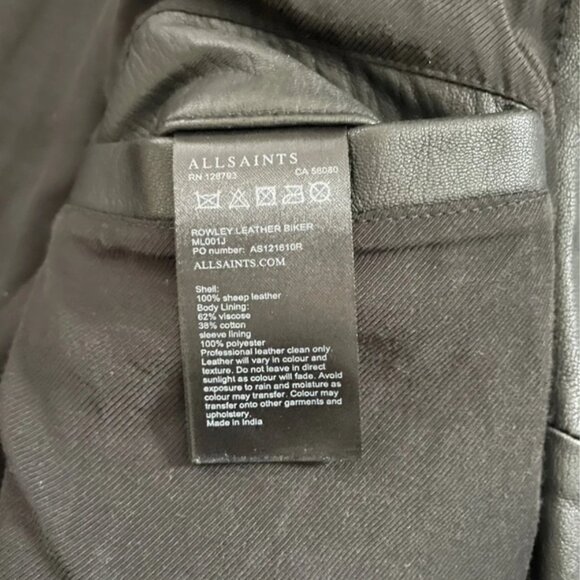 ALLSAINTS
RN 128793 CA 56080
ROWLEY LEATHER BIKER
ML001J
PO number: AS121610R
ALLSAINTS.COM
Shell:
100% sheep leather
Body Lining:
62% viscose
38% cotton
sleeve lining
100% polyester
Professional leather clean only
Leather will vary in colour and
texture. Do not leave in direct
sunlight as colour will fade. Avoid
exposure to rain and moisture as
colour may transfer. Colour may
transfer onto other garments and
upholstery.
Made in India